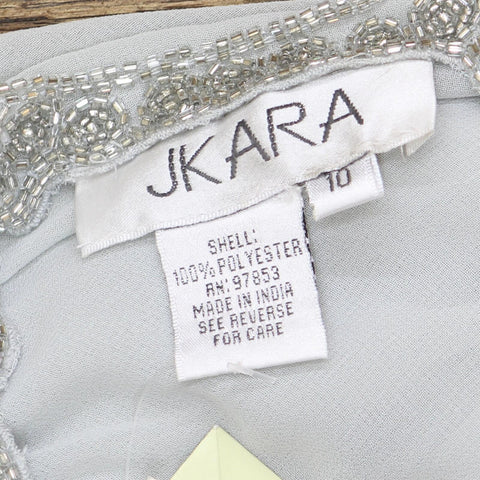 JKARA
10
SHELL:
100% POLYESTER
RN: 97853
MADE IN INDIA
SEE REVERSE
FOR CARE